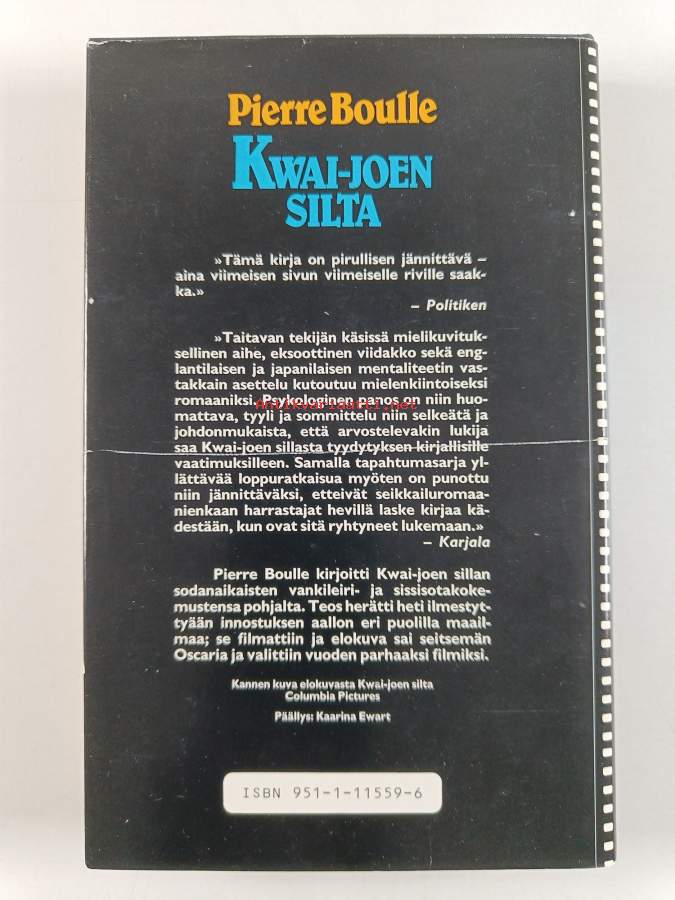 Pierre Boulle
KWAI-JOEN
SILTA
»Tämä kirja on pirullisen jännittävä –
aina viimeisen sivun viimeiselle riville saak-
ka.»
– Politiken
»Taitavan tekijän käsissä mielikuvituk-
sellinen aihe, eksoottinen viidakko sekä eng-
lantilaisen ja japanilaisen mentaliteetin vas-
takkain asettelu kutoutuu mielenkiintoiseksi
romaaniksi. Psykologinen punos on niin huo-
Antikvariaatti.net
mattava, tyyli ja sommittelu niin selkeätä ja
johdonmukaista, että arvostelevakin lukija
saa Kwai-joen sillasta tyydytyksen kirjallisille
vaatimuksilleen. Samalla tapahtumasarja yl-
lättävää loppuratkaisua myöten on punottu
niin jännittäväksi, etteivät seikkailuromaa-
nienkaan harrastajat hevillä laske kirjaa kä-
destään, kun ovat sitä ryhtyneet lukemaan.»
– Karjala
Pierre Boulle kirjoitti Kwai-joen sillan
sodanaikaisten vankileiri- ja sissisotakoke-
mustensa pohjalta. Teos herätti heti ilmestyt-
tyään innostuksen aallon eri puolilla maail-
maa; se filmattiin ja elokuva sai seitsemän
Oscaria ja valittiin vuoden parhaaksi filmiksi.
Kannen kuva elokuvasta Kwai-joen silta
Columbia Pictures
Päällys: Kaarina Ewart
ISBN 951-1-11559-6